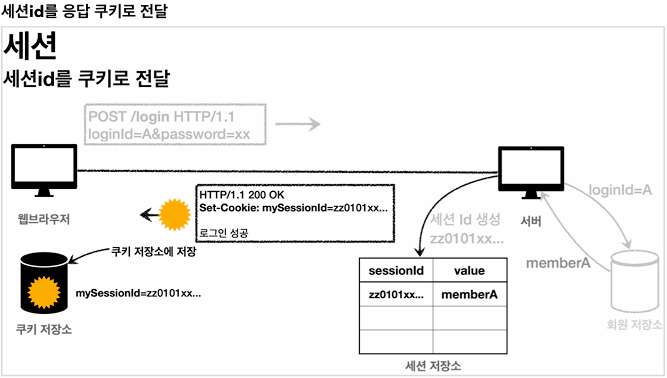 세션id를 응답 쿠키로 전달
세션
세션id를 쿠키로 전달
POST /login HTTP/1.1
loginId=A&password=xx
웹브라우저
HTTP/1.1 200 OK
Set-Cookie: mySessionId=zz0101xx...
로그인 성공
서버
loginId=A
세션 Id 생성
zz0101xx...
memberA
쿠키 저장소에 저장
mySessionId=zz0101xx...
쿠키 저장소
sessionId value
zz0101xx... memberA
세션 저장소
회원 저장소